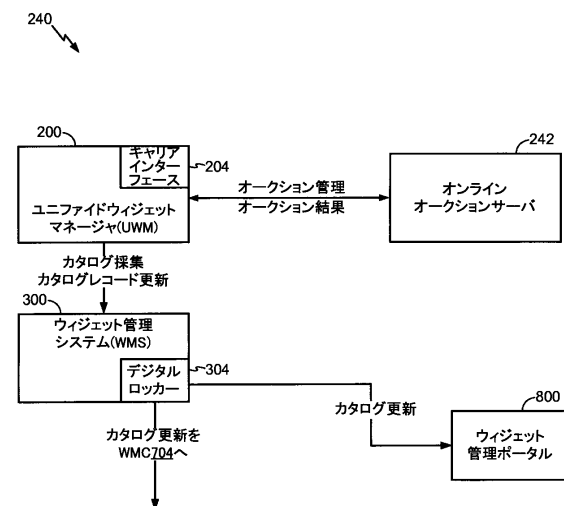 240
200
キャリア
インター
フェース
204
ユニファイドウィジェット
マネージャ(UWM)
オークション管理
オークション結果
242
オンライン
オークションサーバ
カタログ採集
カタログレコード更新
300
ウィジェット管理
システム(WMS)
デジタル
ロッカー
304
カタログ更新
800
ウィジェット
管理ポータル
カタログ更新を
WMC704へ